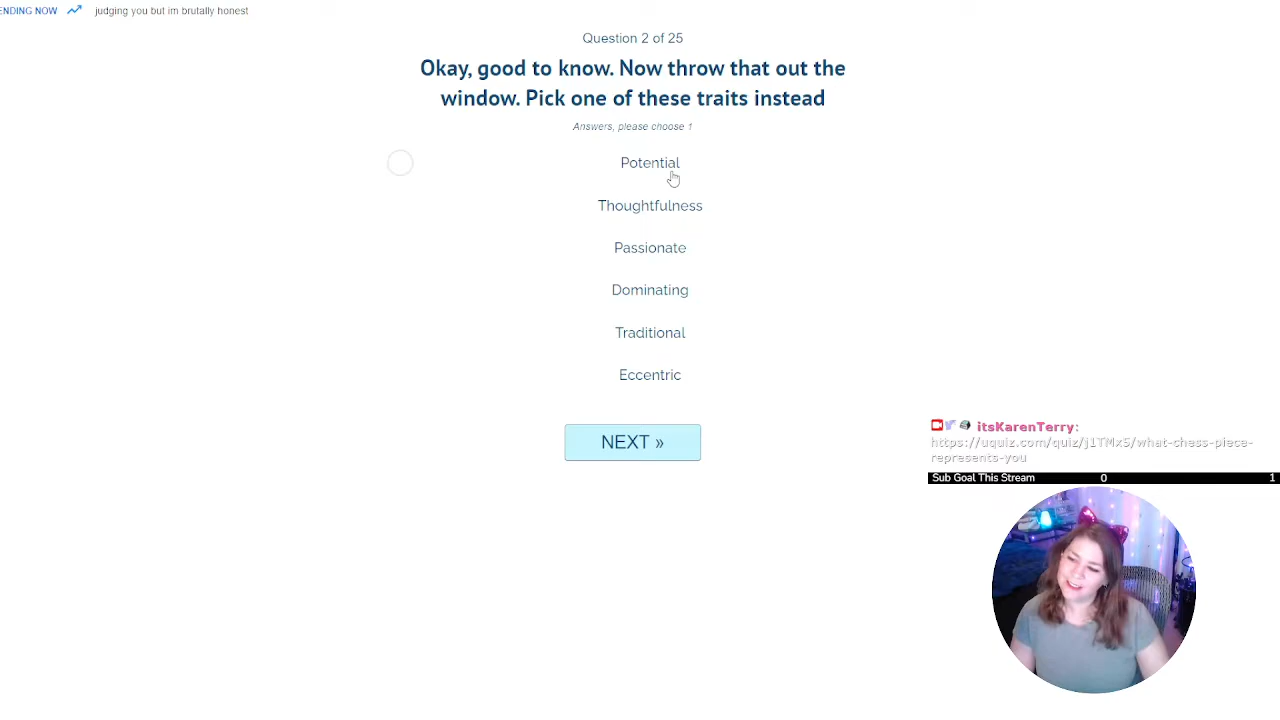 ENDING NOW judging you but im brutally honest
Question 2 of 25
Okay, good to know. Now throw that out the
window. Pick one of these traits instead
Answers, please choose 1
Potential
Thoughtfulness
Passionate
Dominating
Traditional
Eccentric
NEXT »
itsKarenTerry:
https://uquiz.com/quiz/j1TMxS/what-chess-piece-
represents-you
Sub Goal This Stream 0 1